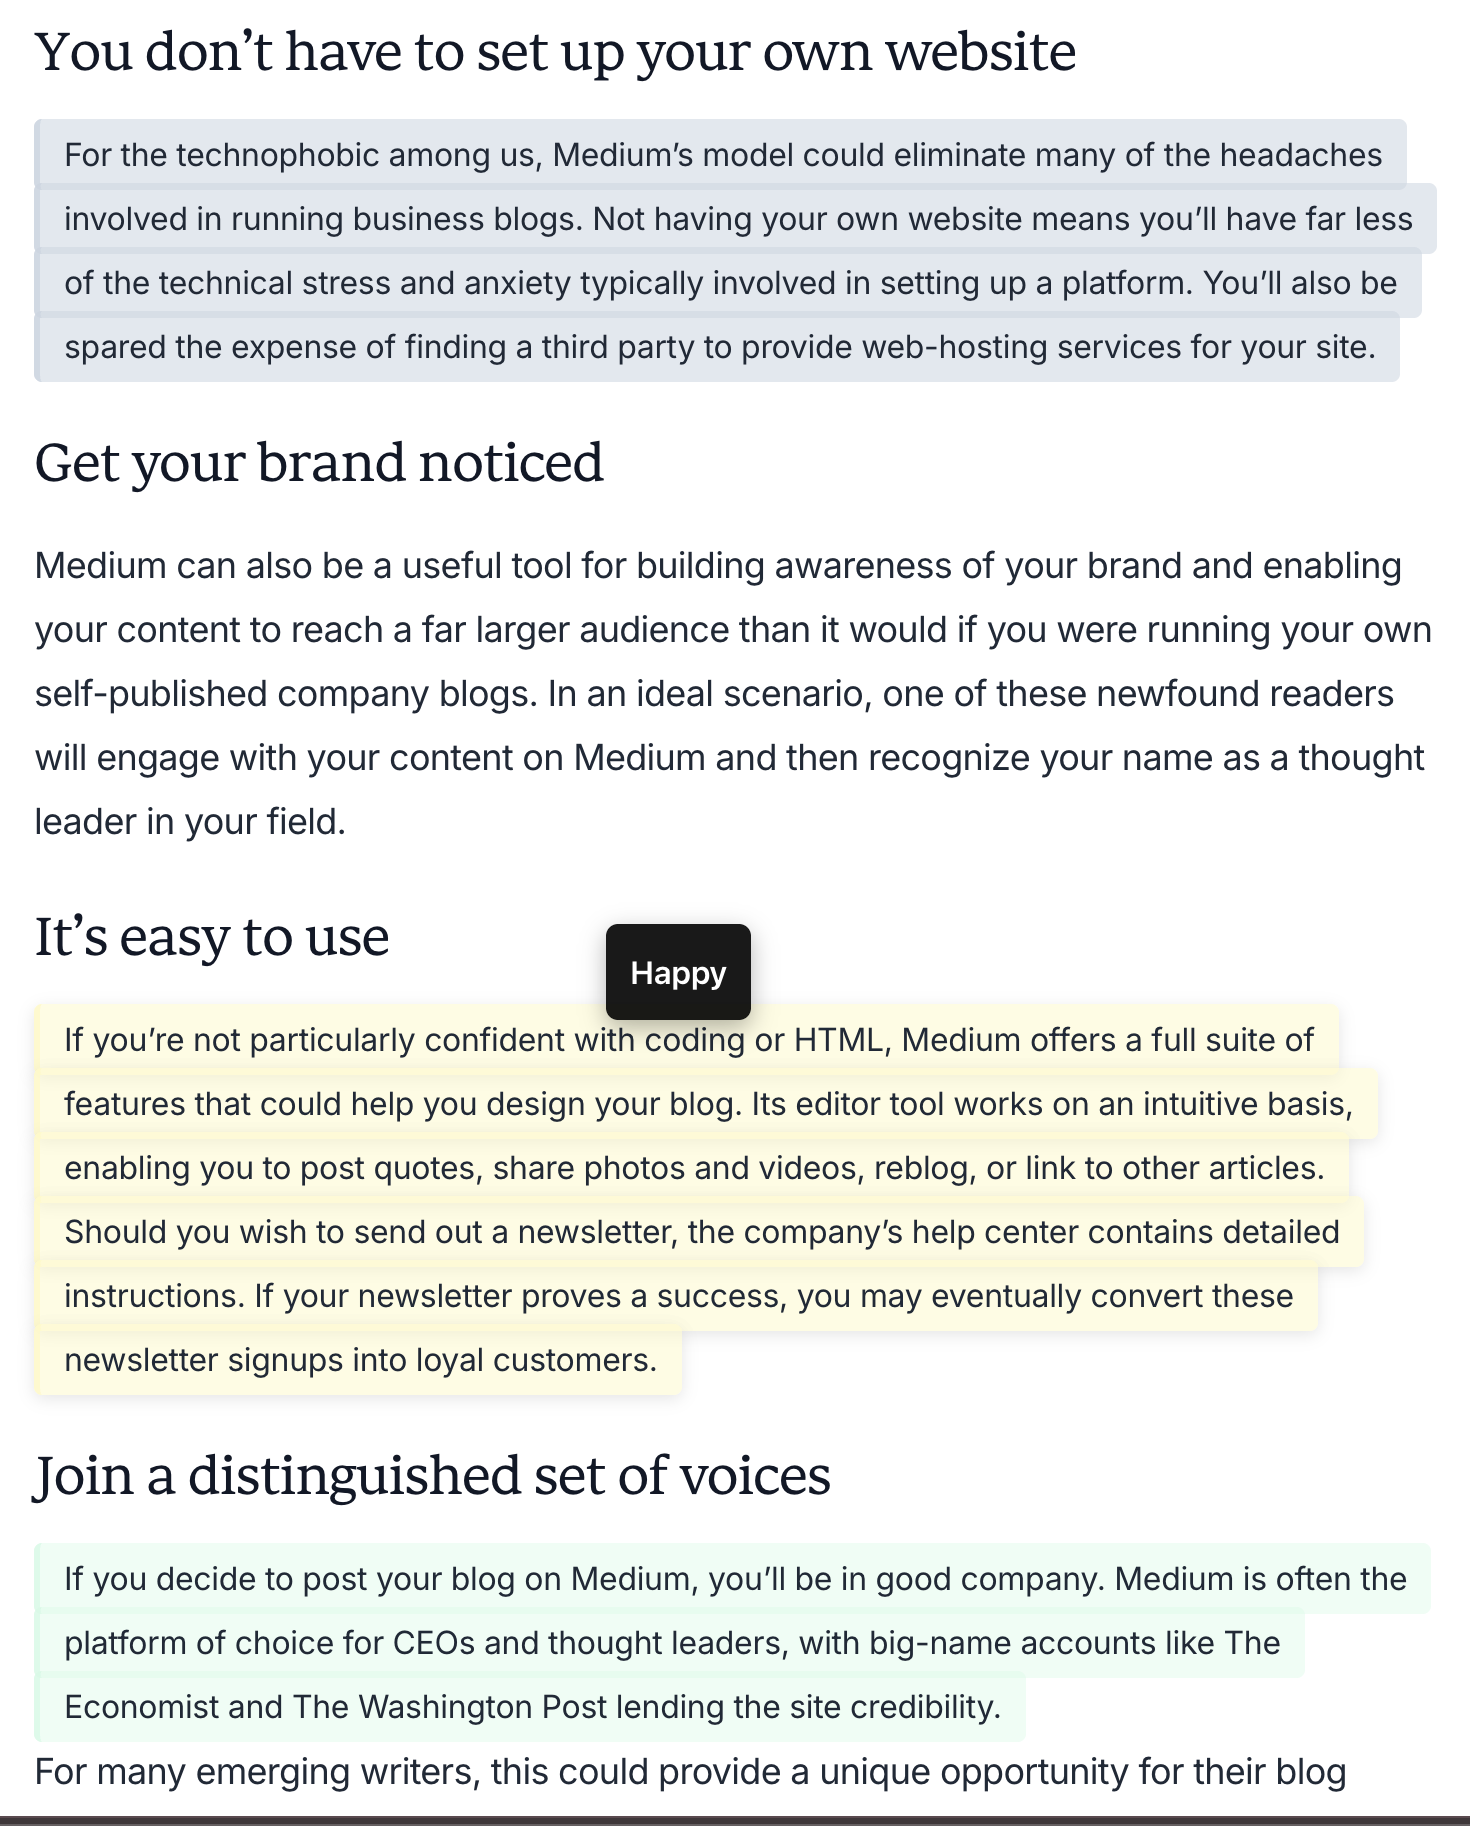 You don’t have to set up your own website
For the technophobic among us, Medium’s model could eliminate many of the headaches
involved in running business blogs. Not having your own website means you’ll have far less
of the technical stress and anxiety typically involved in setting up a platform. You’ll also be
spared the expense of finding a third party to provide web-hosting services for your site.
Get your brand noticed
Medium can also be a useful tool for building awareness of your brand and enabling
your content to reach a far larger audience than it would if you were running your own
self-published company blogs. In an ideal scenario, one of these newfound readers
will engage with your content on Medium and then recognize your name as a thought
leader in your field.
It’s easy to use
Happy
If you’re not particularly confident with coding or HTML, Medium offers a full suite of
features that could help you design your blog. Its editor tool works on an intuitive basis,
enabling you to post quotes, share photos and videos, reblog, or link to other articles.
Should you wish to send out a newsletter, the company’s help center contains detailed
instructions. If your newsletter proves a success, you may eventually convert these
newsletter signups into loyal customers.
Join a distinguished set of voices
If you decide to post your blog on Medium, you’ll be in good company. Medium is often the
platform of choice for CEOs and thought leaders, with big-name accounts like The
Economist and The Washington Post lending the site credibility.
For many emerging writers, this could provide a unique opportunity for their blog